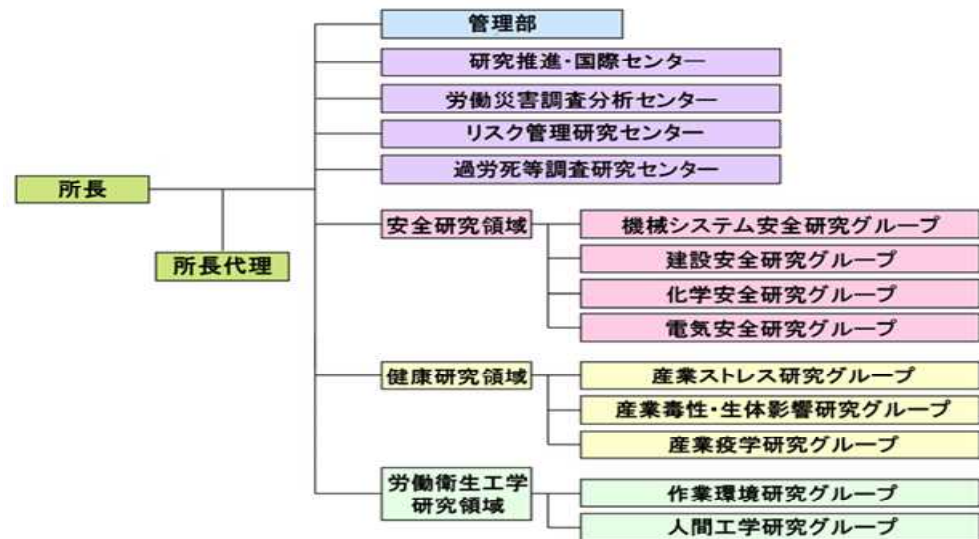 管理部
研究推進・国際センター
労働災害調査分析センター
リスク管理研究センター
過労死等調査研究センター
所長
所長代理
安全研究領域
機械システム安全研究グループ
建設安全研究グループ
化学安全研究グループ
電気安全研究グループ
健康研究領域
産業ストレス研究グループ
産業毒性・生体影響研究グループ
産業疫学研究グループ
労働衛生工学
研究領域
作業環境研究グループ
人間工学研究グループ